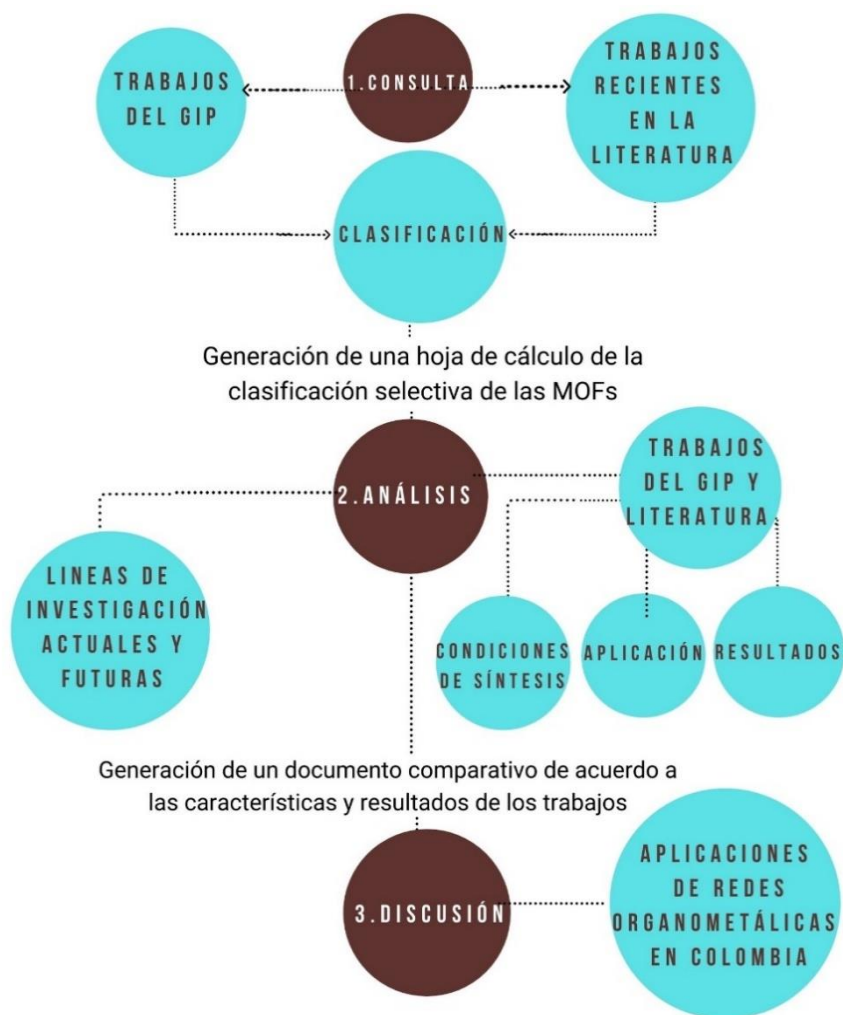 1.CONSULTA
TRABAJOS
DEL GIP
TRABAJOS
RECIENTES
EN LA
LITERATURA
CLASIFICACIÓN
Generación de una hoja de cálculo de la
clasificación selectiva de las MOFs
2.ANÁLISIS
TRABAJOS
DEL GIP Y
LITERATURA
LINEAS DE
INVESTIGACIÓN
ACTUALES Y
FUTURAS
CONDICIONES
DE SÍNTESIS
APLICACIÓN
RESULTADOS
Generación de un documento comparativo de acuerdo a
las características y resultados de los trabajos
3.DISCUSIÓN
APLICACIONES
DE REDES
ORGANOMETÁLICAS
EN COLOMBIA